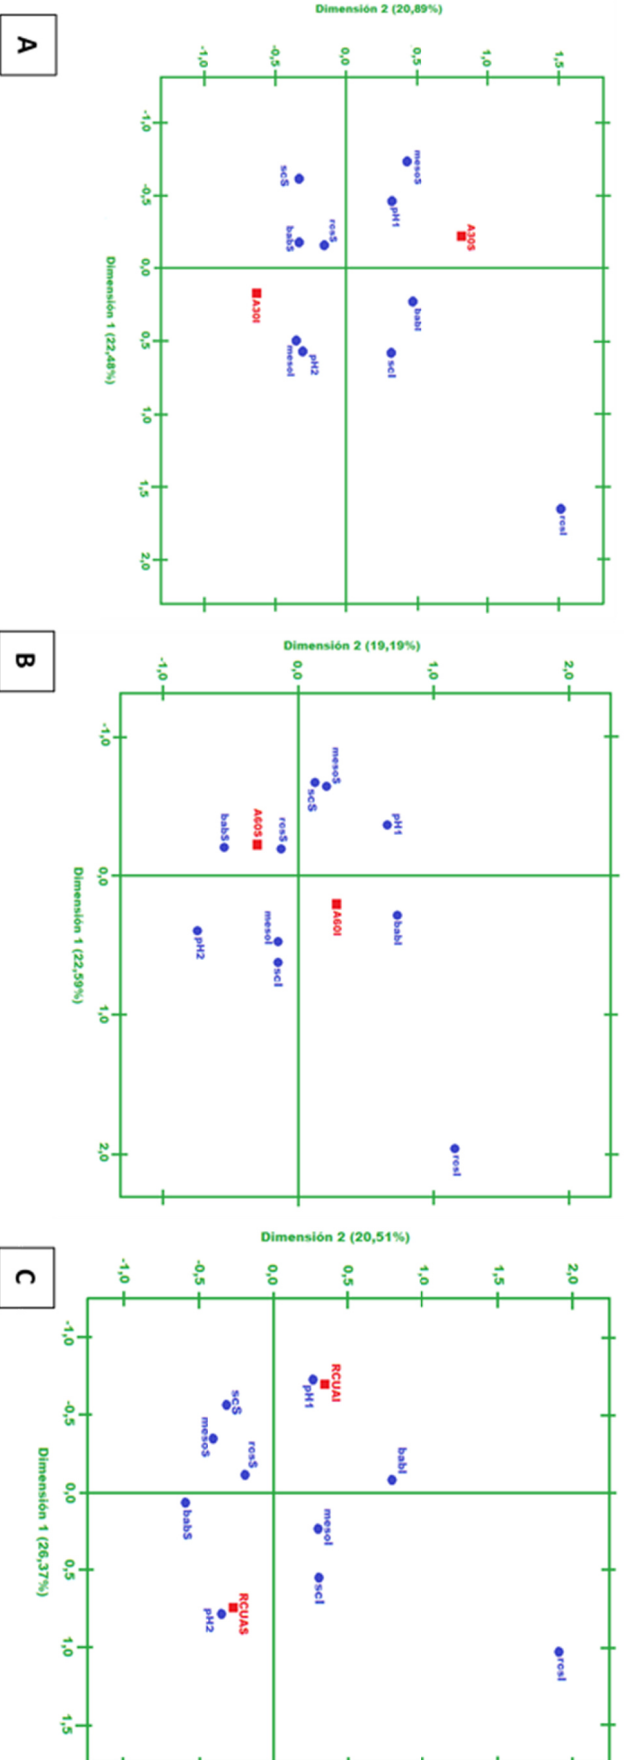 A
Dimensión 2 (20,89%)
1,5
1,0
0,5
0,0
-0,5
-1,0
-1,0
-0,5
0,0
0,5
1,0
1,5
2,0
Dimensión 1 (22,48%)
mesoS
pH1
A30S
scS
babS
rcsS
A30I
babI
scI
mesoI
pH2
rcsI
B
Dimensión 2 (19,19%)
2,0
1,0
0,0
-1,0
-1,0
0,0
1,0
2,0
Dimensión 1 (22,59%)
mesoS
scS
pH1
babS
A60S
rcsS
A60I
babI
mesoI
scI
pH2
rcsI
C
Dimensión 2 (20,51%)
2,0
1,5
1,0
0,5
0,0
-0,5
-1,0
-1,0
-0,5
0,0
0,5
1,0
1,5
Dimensión 1 (26,37%)
RCUAI
pH1
scS
mesoS
rcsS
babI
babS
mesoI
scI
RCUAS
pH2
rcsI